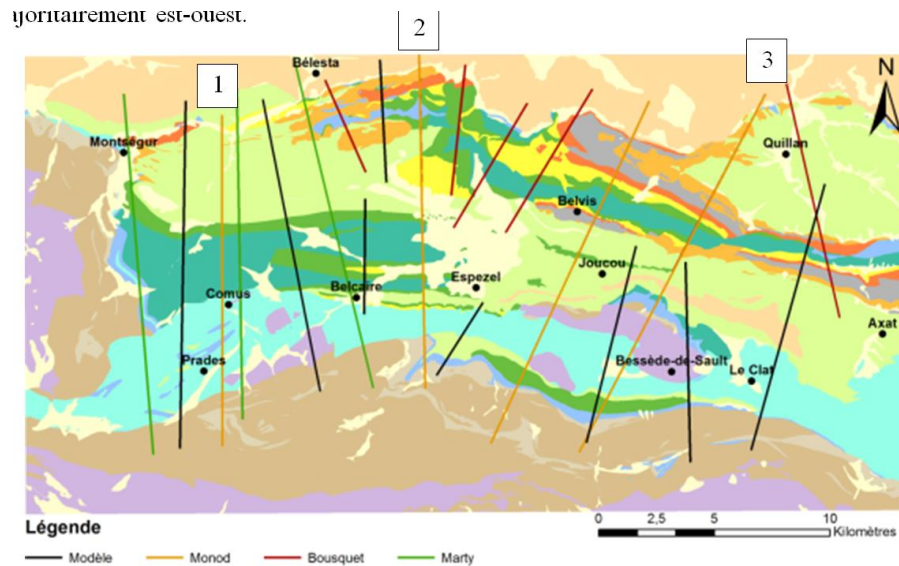 majoritairement est-ouest.
2
1
3
N
Bélesta
Montségur
Quillan
Belvis
Joucou
Espezel
Comus
Belcaire
Axat
Prades
Bessède-de-Sault
Le Clat
Légende
0 2,5 5 10
Kilomètres
Modèle Monod Bousquet Marty